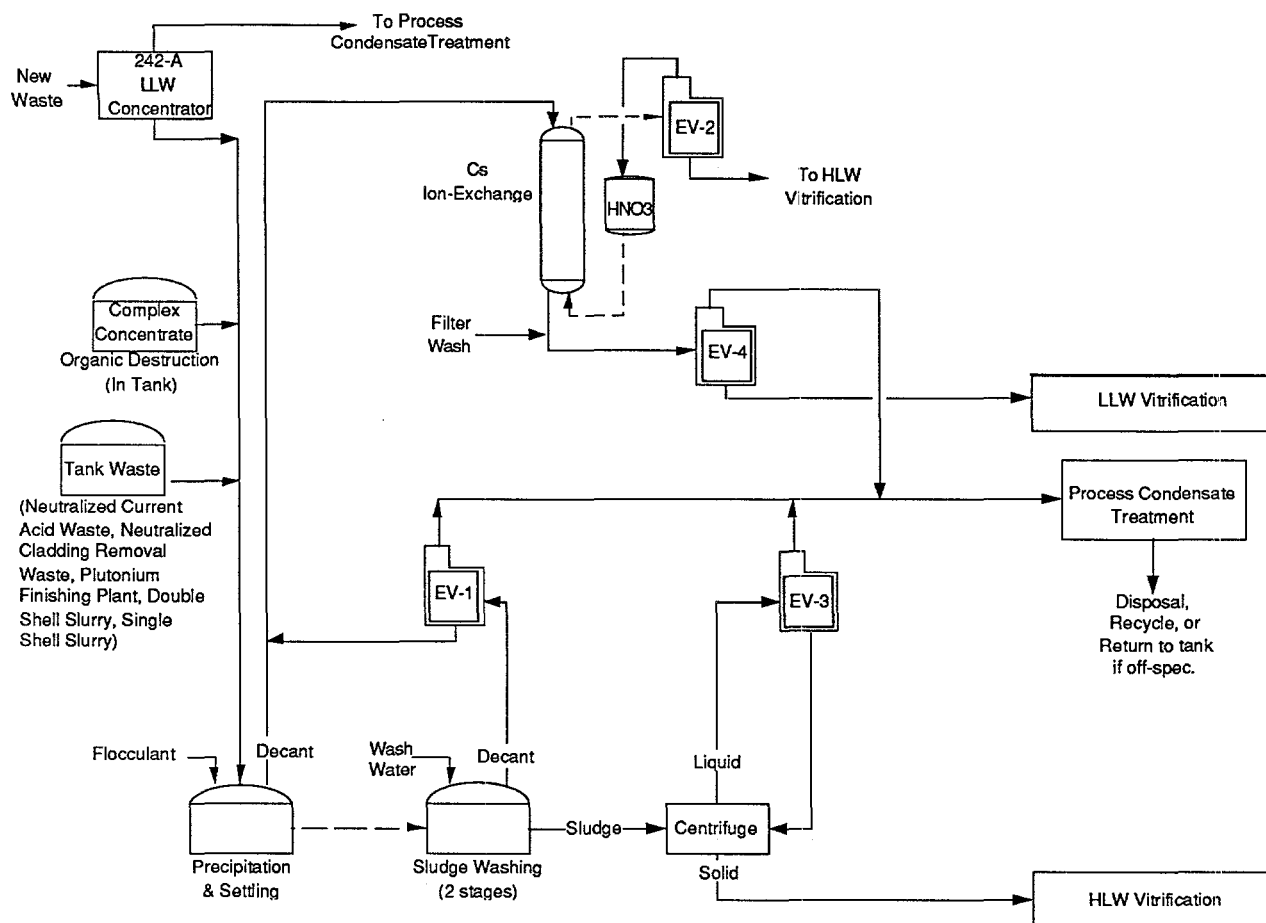 To Process
CondensateTreatment
242-A
LLW
Concentrator
New
Waste
EV-2
Cs
Ion-Exchange
To HLW
Vitrification
HNO3
Complex
Concentrate
Organic Destruction
(In Tank)
Filter
Wash
EV-4
LLW Vitrification
Tank Waste
(Neutralized Current
Acid Waste, Neutralized
Cladding Removal
Waste, Plutonium
Finishing Plant, Double
Shell Slurry, Single
Shell Slurry)
Process Condensate
Treatment
EV-1
EV-3
Disposal,
Recycle, or
Return to tank
if off-spec.
Flocculant
Decant
Wash
Water
Decant
Liquid
Sludge
Centrifuge
Precipitation
& Settling
Sludge Washing
(2 stages)
Solid
HLW Vitrification